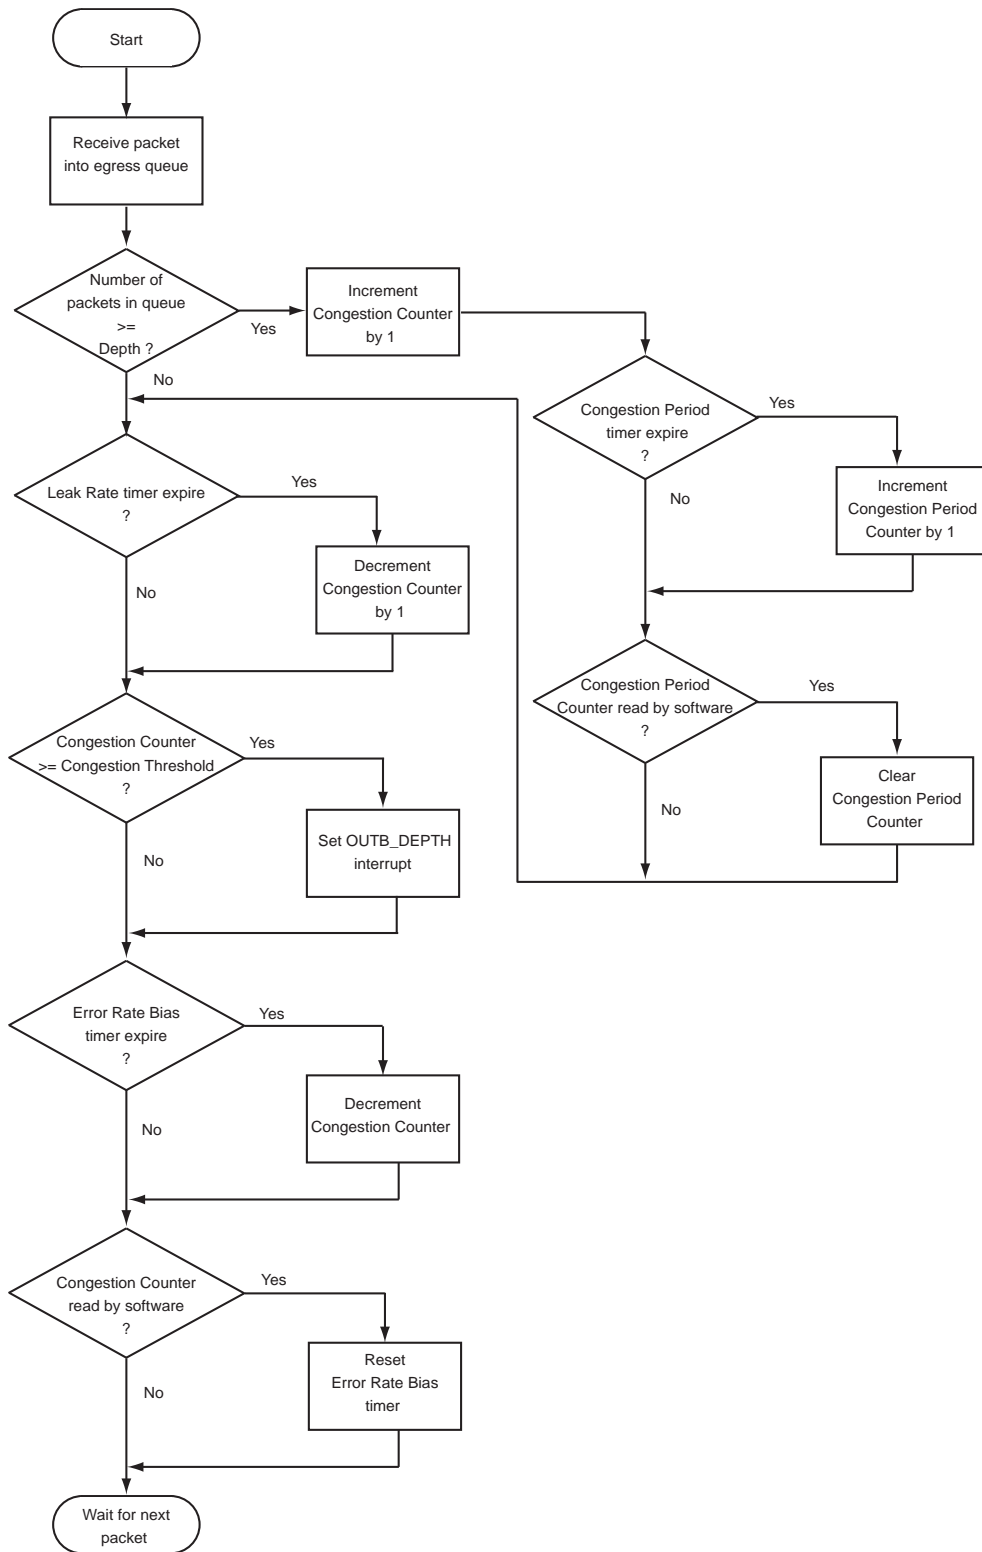 Start
Receive packet
into egress queue
Number of
packets in queue
>=
Depth ?
Yes
No
Increment
Congestion Counter
by 1
Congestion Period
timer expire
?
Yes
No
Increment
Congestion Period
Counter by 1
Congestion Period
Counter read by software
?
Yes
No
Clear
Congestion Period
Counter
Leak Rate timer expire
?
Yes
No
Decrement
Congestion Counter
by 1
Congestion Counter
>= Congestion Threshold
?
Yes
No
Set OUTB_DEPTH
interrupt
Error Rate Bias
timer expire
?
Yes
No
Decrement
Congestion Counter
Congestion Counter
read by software
?
Yes
No
Reset
Error Rate Bias
timer
Wait for next
packet